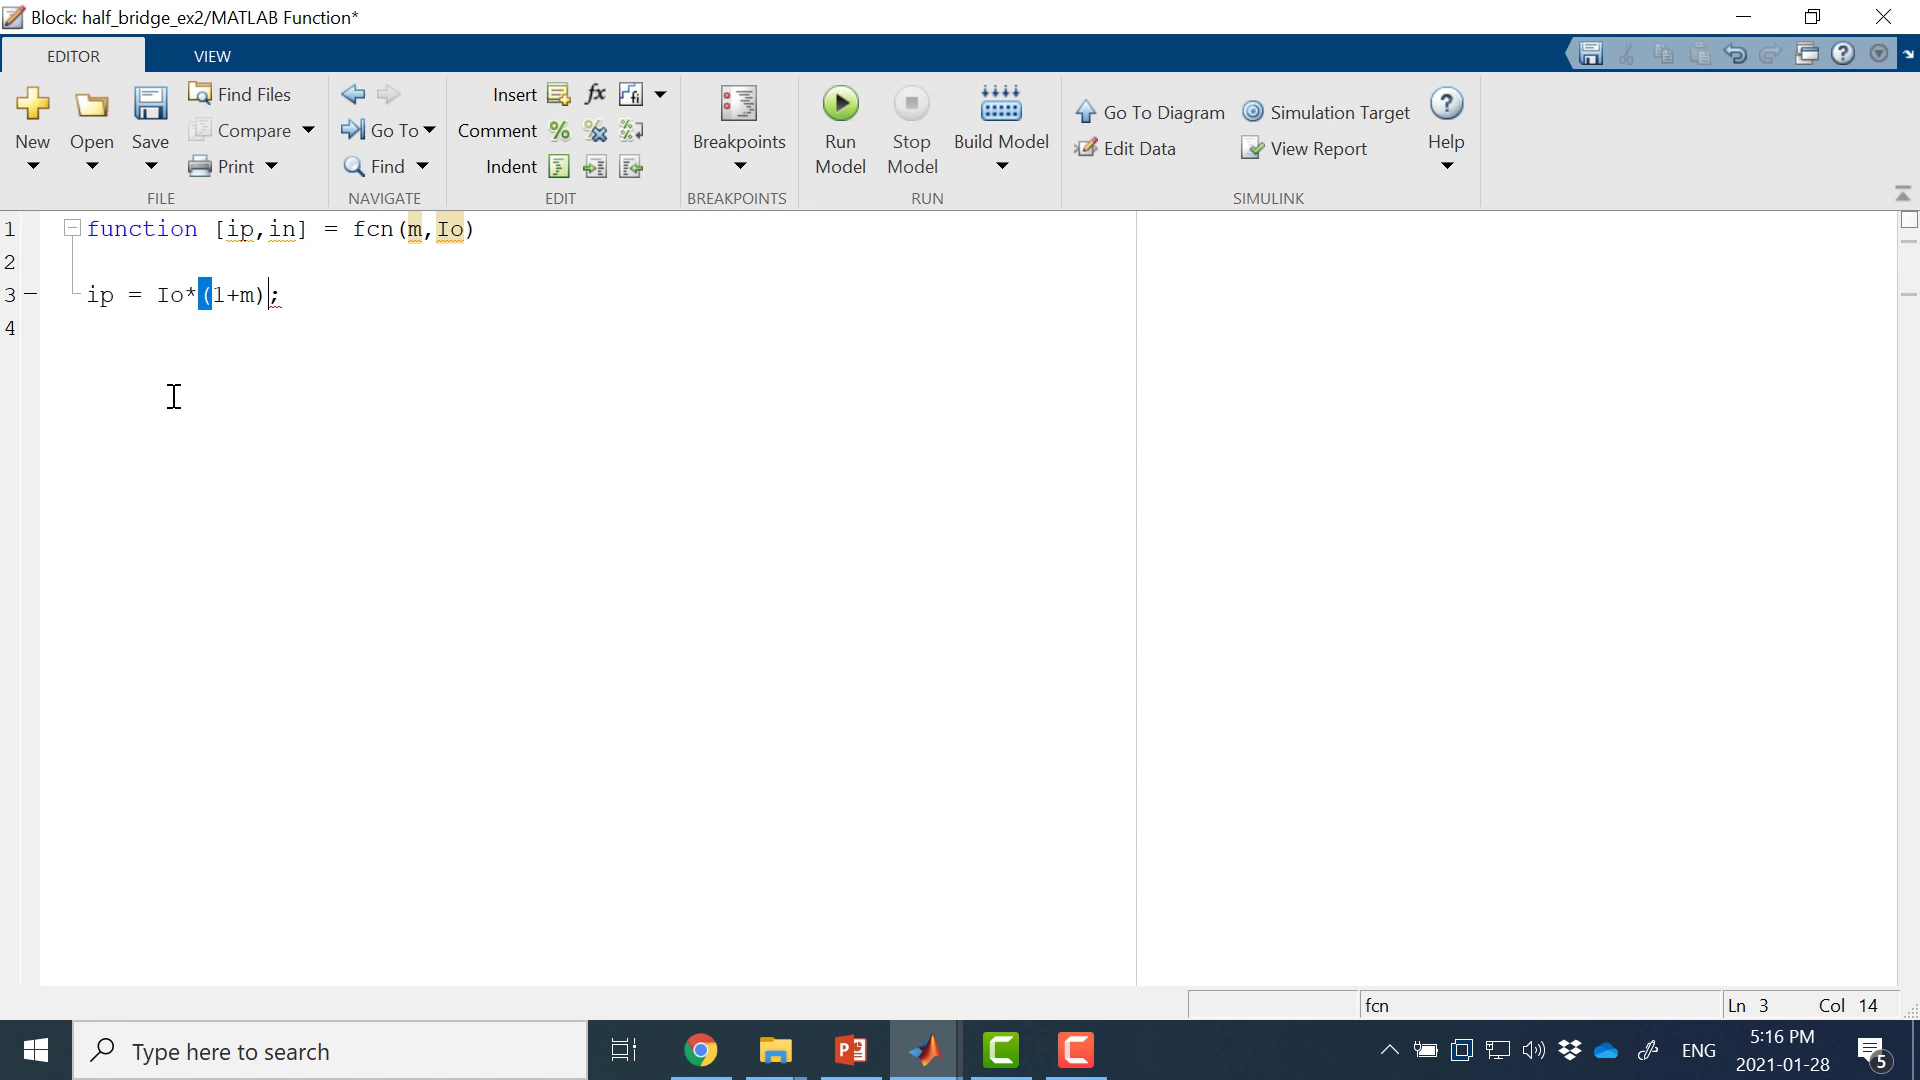 Block: half_bridge_ex2/MATLAB Function*
EDITOR VIEW
New Open Save Find Files Compare Print
FILE
Go To Find
NAVIGATE
Insert fx
Comment
Indent
EDIT
Breakpoints
BREAKPOINTS
Run Model Stop Model Build Model
RUN
Go To Diagram Simulation Target
Edit Data View Report
Help
SIMULINK
1 function [ip,in] = fcn(m,Io)
2
3 ip = Io*(1+m);
4
fcn Ln 3 Col 14
Type here to search
ENG
5:16 PM
2021-01-28
5